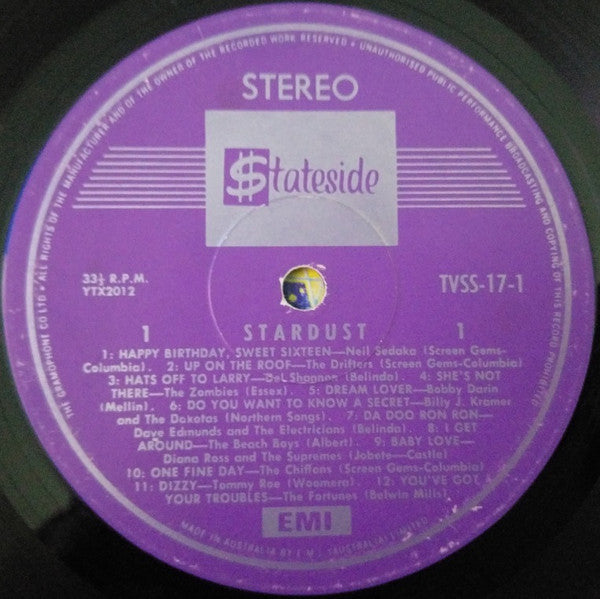 THE GRAMOPHONE CO LTD • ALL RIGHTS OF THE MANUFACTURER AND OF THE OWNER OF THE RECORDED WORK RESERVED • UNAUTHORISED PUBLIC PERFORMANCE BROADCASTING AND COPYING OF THIS RECORD PROHIBITED
STEREO
$tateside
33⅓ R.P.M.
YTX2012
TVSS-17-1
1 STARDUST 1
1: HAPPY BIRTHDAY, SWEET SIXTEEN—Neil Sedaka (Screen Gems-
Columbia). 2: UP ON THE ROOF—The Drifters (Screen Gems-Columbia)
3: HATS OFF TO LARRY—Del Shannon (Belinda). 4: SHE'S NOT
THERE—The Zombies (Essex). 5: DREAM LOVER—Bobby Darin
(Mellin). 6: DO YOU WANT TO KNOW A SECRET—Billy J. Kramer
and The Dakotas (Northern Songs). 7: DA DOO RON RON—
Dave Edmunds and The Electricians (Belinda). 8: I GET
AROUND—The Beach Boys (Albert). 9: BABY LOVE—
Diana Ross and The Supremes (Jobete—Castle)
10: ONE FINE DAY—The Chiffons (Screen Gems-Columbia)
11: DIZZY—Tommy Roe (Woomera). 12: YOU'VE GOT
YOUR TROUBLES—The Fortunes (Belwin Mills)
EMI
MADE IN AUSTRALIA BY E.M. (AUSTRALIA) LIMITED